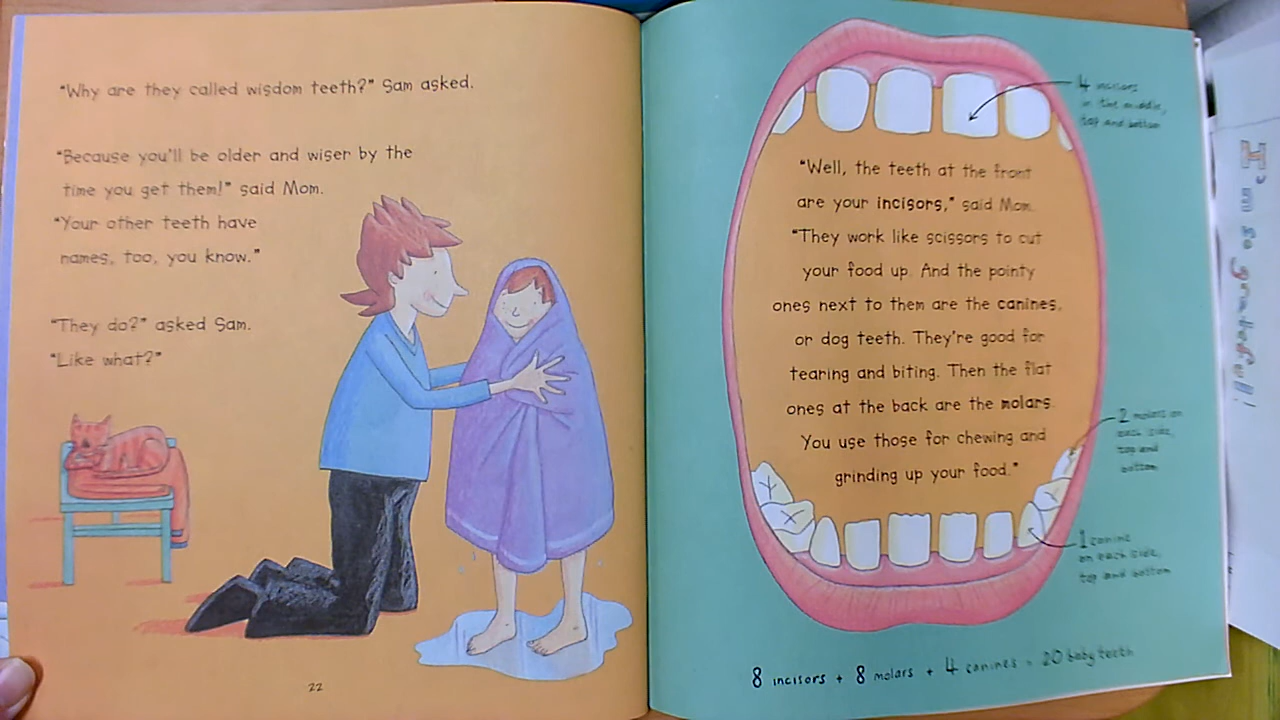 "Why are they called wisdom teeth?" Sam asked.
"Because you'll be older and wiser by the
time you get them!" said Mom.
"Your other teeth have
names, too, you know."
"They do?" asked Sam.
"Like what?"
22
4 incisors
in the middle,
top and bottom
"Well, the teeth at the front
are your incisors," said Mom.
"They work like scissors to cut
your food up. And the pointy
ones next to them are the canines,
or dog teeth. They're good for
tearing and biting. Then the flat
ones at the back are the molars.
You use those for chewing and
grinding up your food."
2 molars on
each side,
top and
bottom
1 canine
on each side,
top and bottom
8 incisors + 8 molars + 4 canines = 20 baby teeth
I'm so grateful!